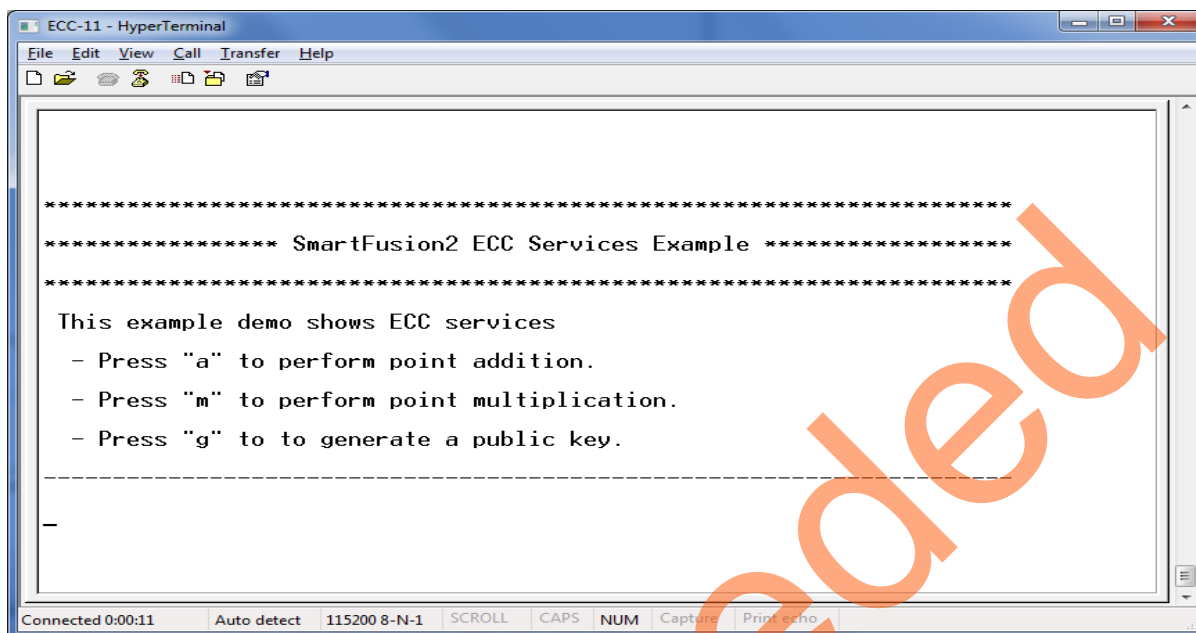 ECC-11 - HyperTerminal
File Edit View Call Transfer Help
***********************************************************************
***************** SmartFusion2 ECC Services Example ******************
***********************************************************************
This example demo shows ECC services
- Press "a" to perform point addition.
- Press "m" to perform point multiplication.
- Press "g" to to generate a public key.
-----------------------------------------------------------------------
_
Connected 0:00:11 Auto detect 115200 8-N-1 SCROLL CAPS NUM Capture Print echo
eded